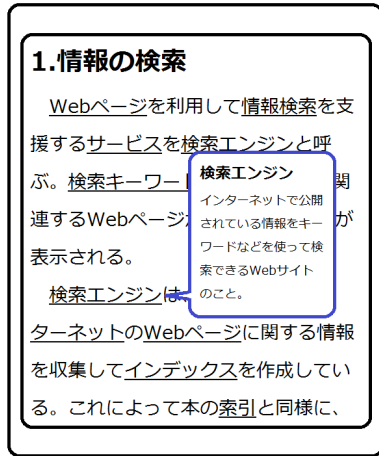 1.情報の検索
Webページを利用して情報検索を支
援するサービスを検索エンジンと呼
ぶ。検索キーワー 関
連するWebページ が
表示される。
検索エンジンは、
ターネットのWebページに関する情報
を収集してインデックスを作成してい
る。これによって本の索引と同様に、
検索エンジン
インターネットで公開
されている情報をキー
ワードなどを使って検
索できるWebサイト
のこと。